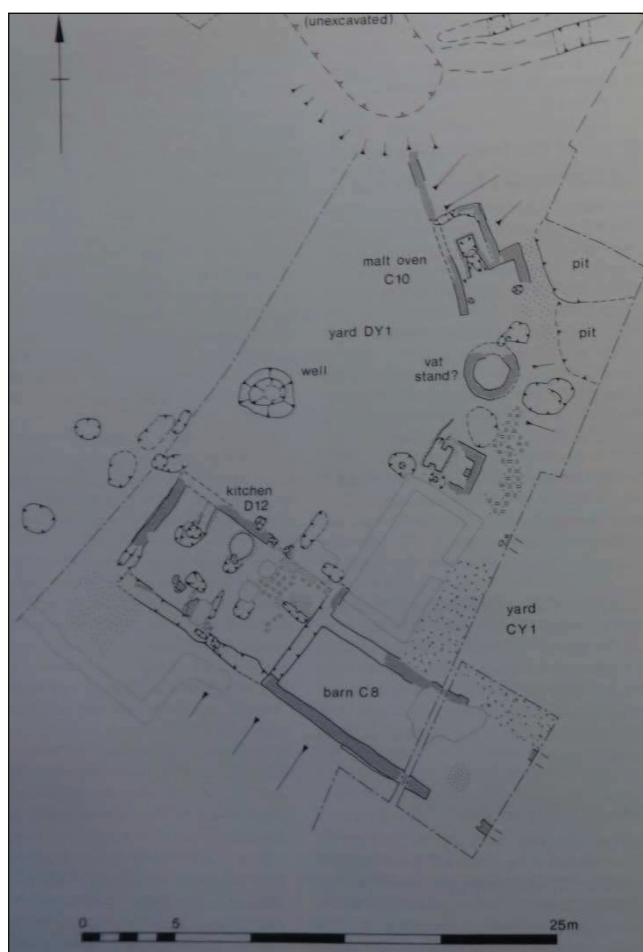 (unexcavated)
malt oven
C10
pit
pit
yard DY1
vat
stand?
well
kitchen
D12
yard
CY1
barn C8
0 5 25m